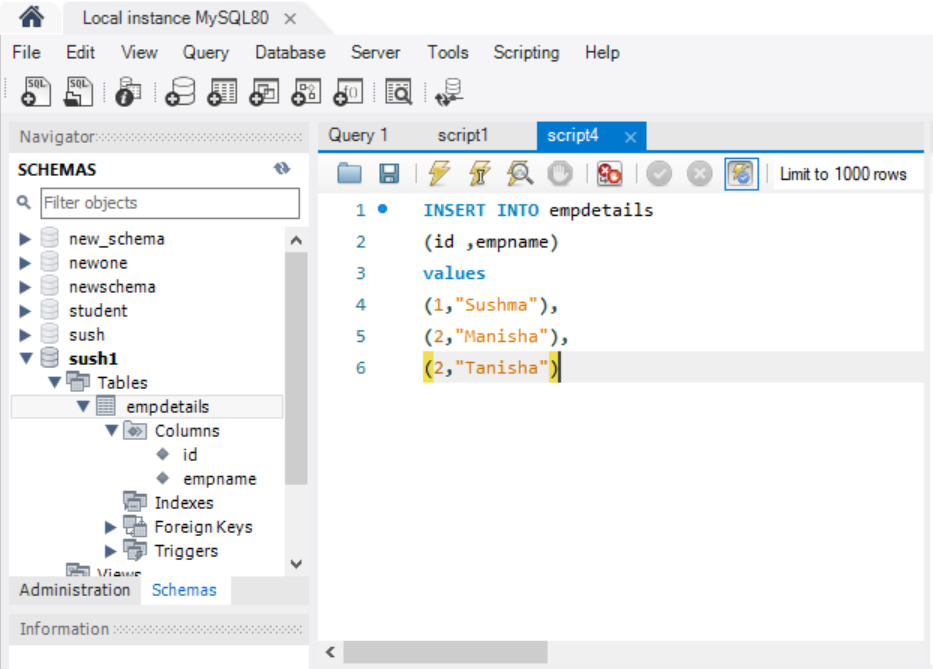 Local instance MySQL80 ×
File Edit View Query Database Server Tools Scripting Help
SQL SQL
Navigator
SCHEMAS
Filter objects
new_schema
newone
newschema
student
sush
sush1
Tables
empdetails
Columns
id
empname
Indexes
Foreign Keys
Triggers
Views
Administration Schemas
Information
Query 1 script1 script4 ×
Limit to 1000 rows
1 INSERT INTO empdetails
2 (id ,empname)
3 values
4 (1,"Sushma"),
5 (2,"Manisha"),
6 (2,"Tanisha")